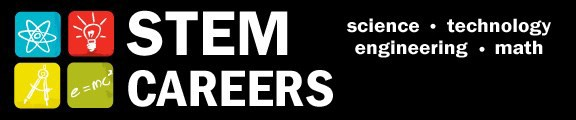 STEM
CAREERS
science • technology
engineering • math
e=mc²